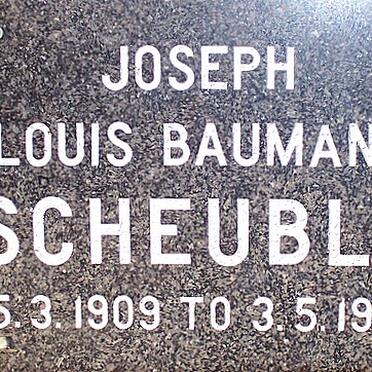 JOSEPH
LOUIS BAUMAN
SCHEUBL
5.3.1909 TO 3.5.19